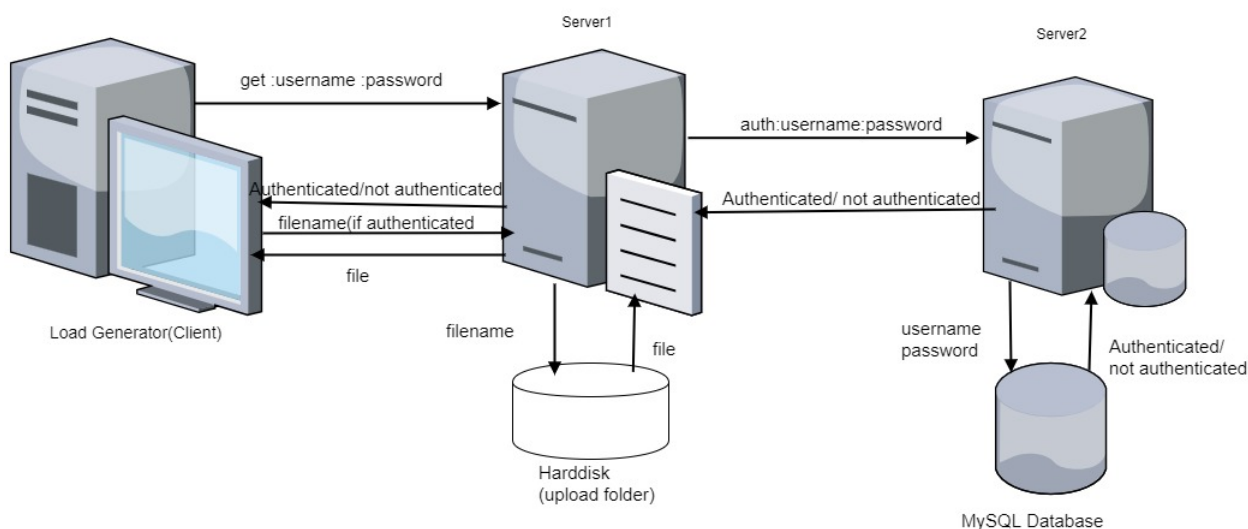 Server1
Server2
get :username :password
auth:username:password
Authenticated/not authenticated
Authenticated/ not authenticated
filename(if authenticated
file
Load Generator(Client)
filename
file
username
password
Authenticated/
not authenticated
Harddisk
(upload folder)
MySQL Database